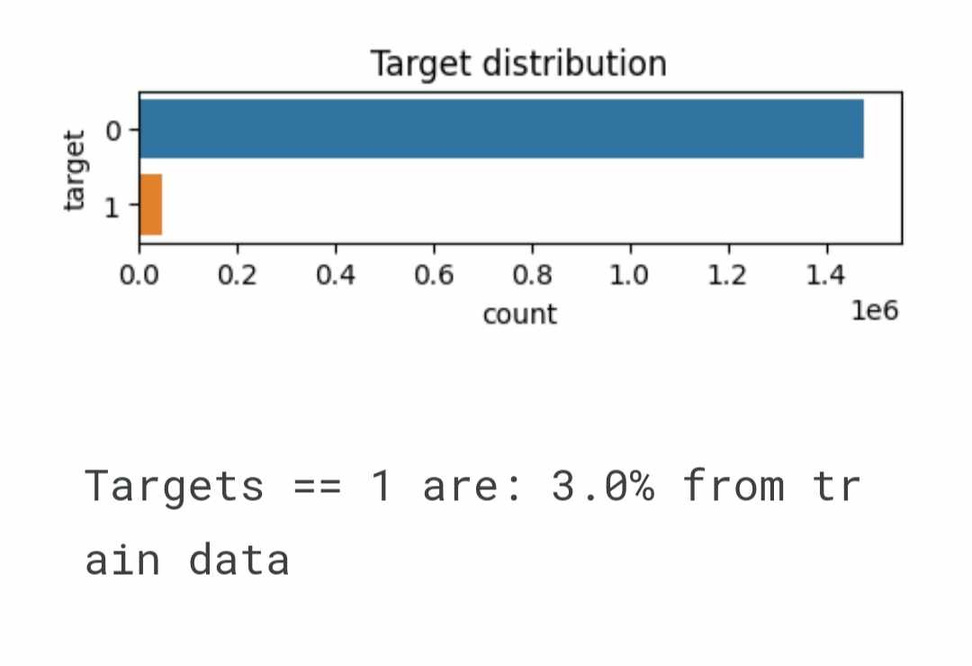 Target distribution
target
0
1
0.0 0.2 0.4 0.6 0.8 1.0 1.2 1.4
1e6
count
Targets == 1 are: 3.0% from tr
ain data